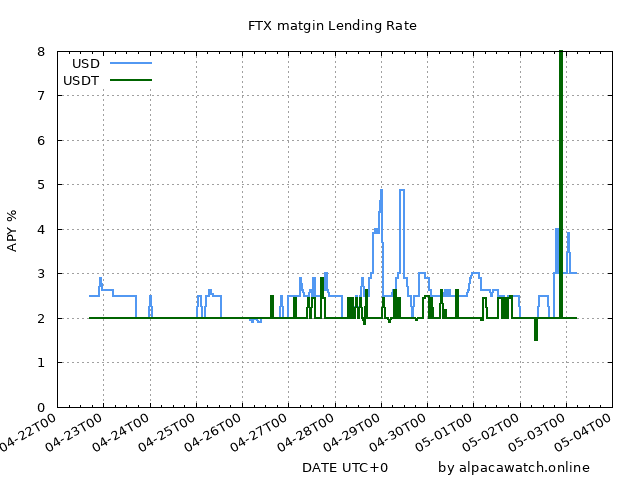 FTX matgin Lending Rate
USD
USDT
8
7
6
5
4
3
2
1
0
APY %
04-22T00
04-23T00
04-24T00
04-25T00
04-26T00
04-27T00
04-28T00
04-29T00
04-30T00
05-01T00
05-02T00
05-03T00
05-04T00
DATE UTC+0
by alpacawatch.online